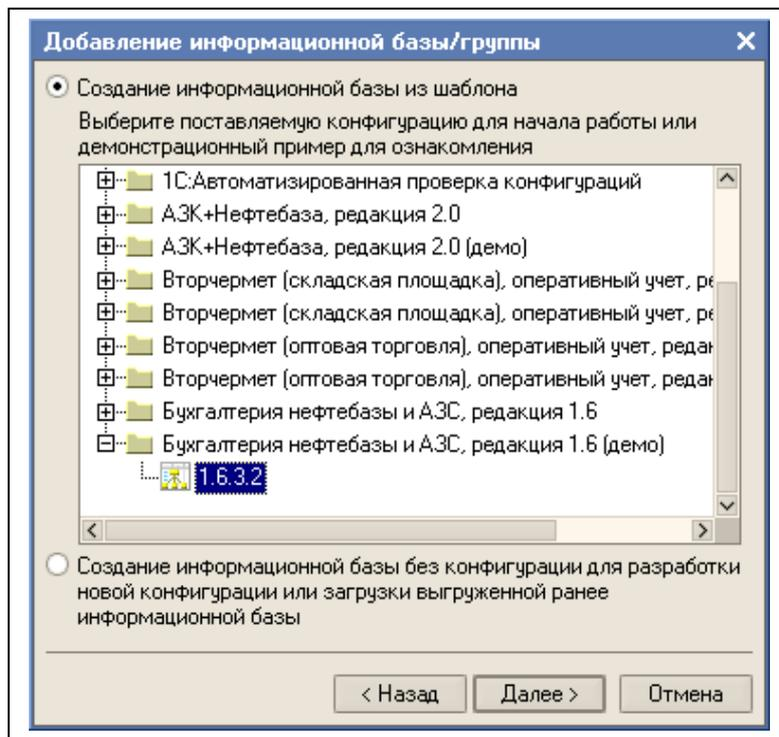 Добавление информационной базы/группы
Создание информационной базы из шаблона
Выберите поставляемую конфигурацию для начала работы или
демонстрационный пример для ознакомления
1С:Автоматизированная проверка конфигураций
АЗК+Нефтебаза, редакция 2.0
АЗК+Нефтебаза, редакция 2.0 (демо)
Вторчермет (складская площадка), оперативный учет, ре
Вторчермет (складская площадка), оперативный учет, ре
Вторчермет (оптовая торговля), оперативный учет, редак
Вторчермет (оптовая торговля), оперативный учет, редак
Бухгалтерия нефтебазы и АЗС, редакция 1.6
Бухгалтерия нефтебазы и АЗС, редакция 1.6 (демо)
1.6.3.2
Создание информационной базы без конфигурации для разработки
новой конфигурации или загрузки выгруженной ранее
информационной базы
< Назад Далее > Отмена